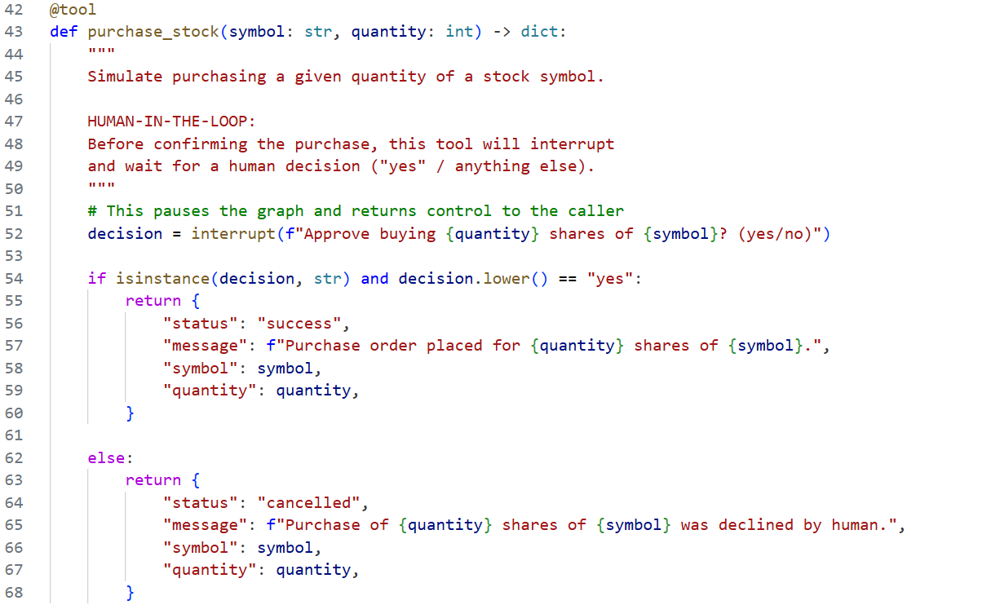 42 @tool
43 def purchase_stock(symbol: str, quantity: int) -> dict:
44 """
45 Simulate purchasing a given quantity of a stock symbol.
46
47 HUMAN-IN-THE-LOOP:
48 Before confirming the purchase, this tool will interrupt
49 and wait for a human decision ("yes" / anything else).
50 """
51 # This pauses the graph and returns control to the caller
52 decision = interrupt(f"Approve buying {quantity} shares of {symbol}? (yes/no)")
53
54 if isinstance(decision, str) and decision.lower() == "yes":
55 return {
56 "status": "success",
57 "message": f"Purchase order placed for {quantity} shares of {symbol}.",
58 "symbol": symbol,
59 "quantity": quantity,
60 }
61
62 else:
63 return {
64 "status": "cancelled",
65 "message": f"Purchase of {quantity} shares of {symbol} was declined by human.",
66 "symbol": symbol,
67 "quantity": quantity,
68 }